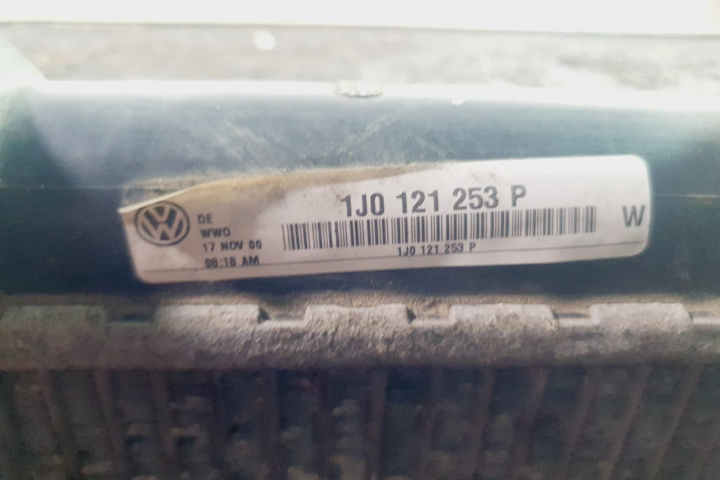 1J0 121 253 P
DE
WWO
17 NOV 00
08:18 AM
W
1J0 121 253 P